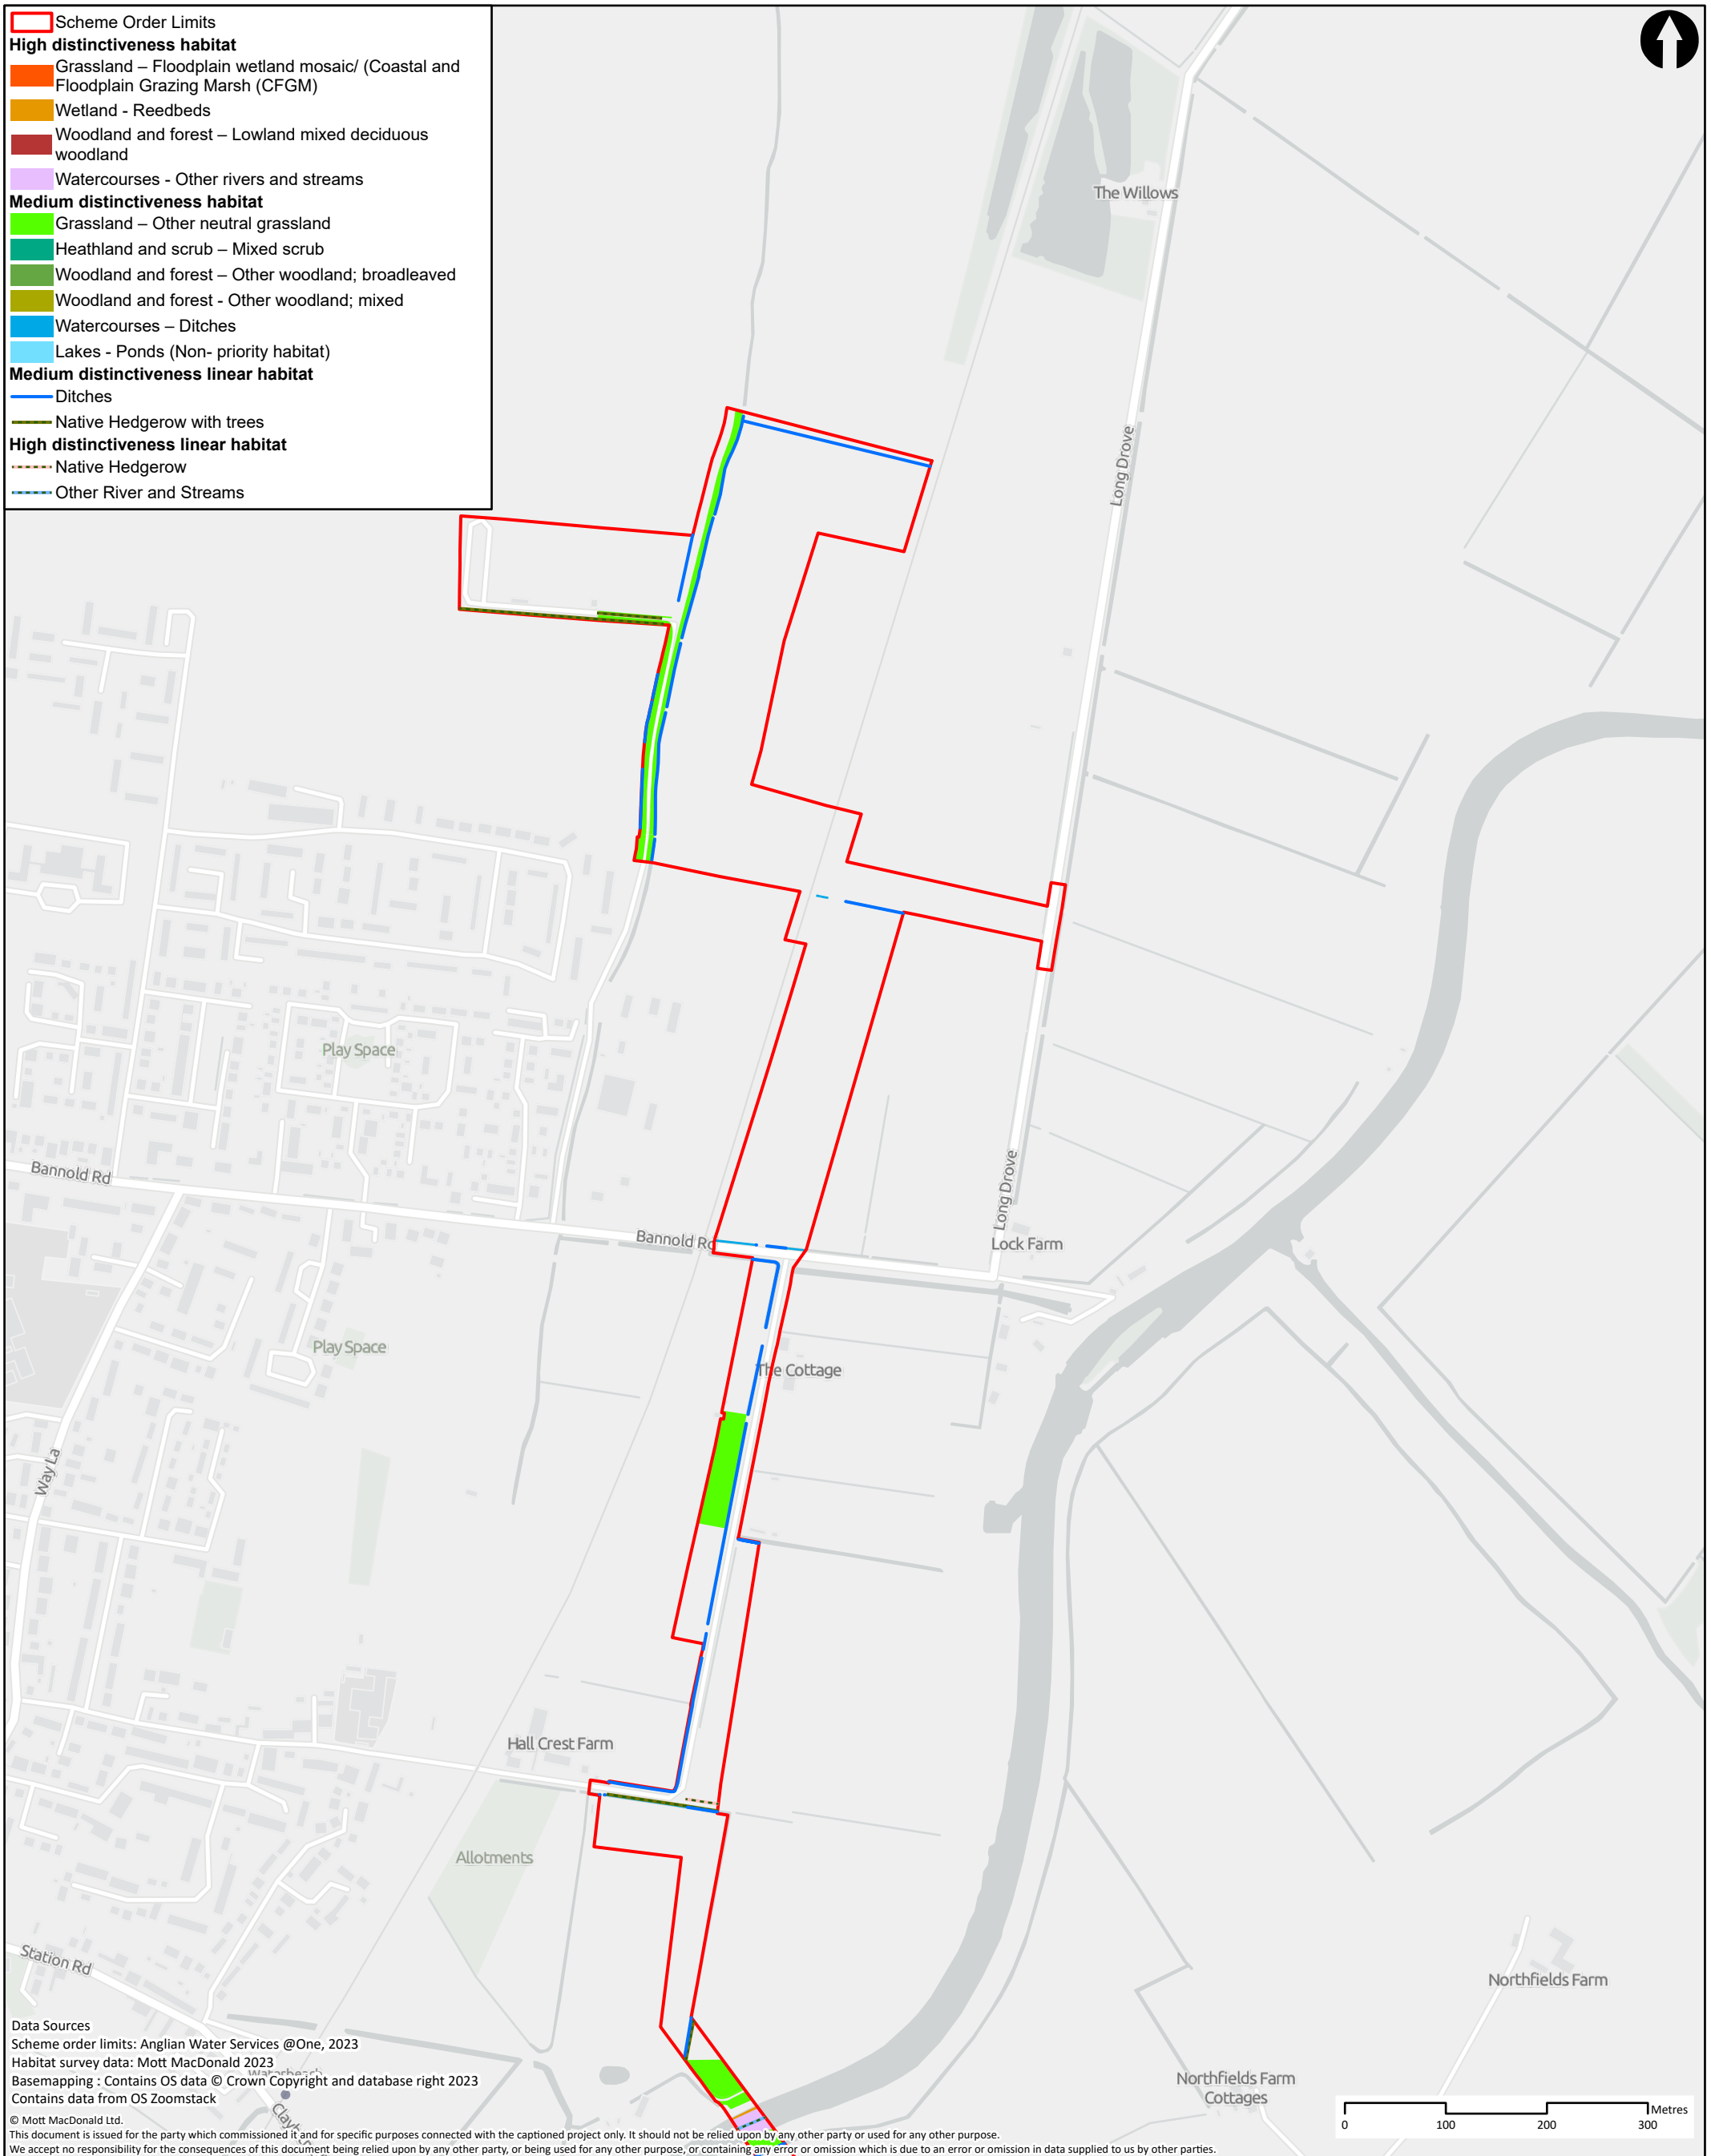 Scheme Order Limits
High distinctiveness habitat
Grassland – Floodplain wetland mosaic/ (Coastal and
Floodplain Grazing Marsh (CFGM)
Wetland - Reedbeds
Woodland and forest – Lowland mixed deciduous
woodland
Watercourses - Other rivers and streams
Medium distinctiveness habitat
Grassland – Other neutral grassland
Heathland and scrub – Mixed scrub
Woodland and forest – Other woodland; broadleaved
Woodland and forest - Other woodland; mixed
Watercourses – Ditches
Lakes - Ponds (Non- priority habitat)
Medium distinctiveness linear habitat
Ditches
Native Hedgerow with trees
High distinctiveness linear habitat
Native Hedgerow
Other River and Streams
The Willows
Long Drove
Play Space
Bannold Rd
Bannold Rd
Long Drove
Lock Farm
Play Space
The Cottage
Way La
Hall Crest Farm
Allotments
Station Rd
Northfields Farm
Northfields Farm
Cottages
Data Sources
Scheme order limits: Anglian Water Services @One, 2023
Habitat survey data: Mott MacDonald 2023
Basemapping : Contains OS data © Crown Copyright and database right 2023
Contains data from OS Zoomstack
© Mott MacDonald Ltd.
This document is issued for the party which commissioned it and for specific purposes connected with the captioned project only. It should not be relied upon by any other party or used for any other purpose.
We accept no responsibility for the consequences of this document being relied upon by any other party, or being used for any other purpose, or containing any error or omission which is due to an error or omission in data supplied to us by other parties.
Metres
0 100 200 300